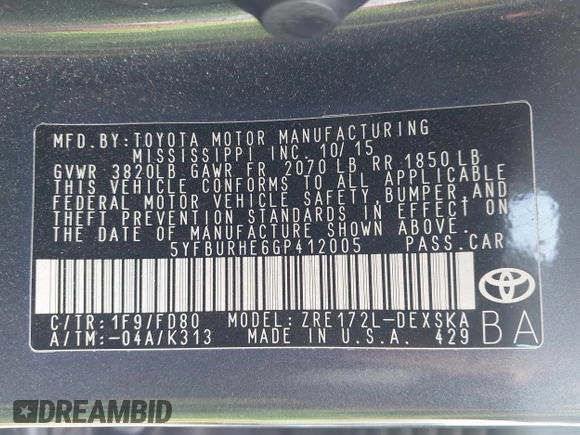 MFD.BY:TOYOTA MOTOR MANUFACTURING
MISSISSIPPI INC. 10/15
GVWR 3820LB GAWR FR 2070 LB RR 1850 LB
THIS VEHICLE CONFORMS TO ALL APPLICABLE
FEDERAL MOTOR VEHICLE SAFETY,BUMPER AND
THEFT PREVENTION STANDARDS IN EFFECT ON
THE DATE OF MANUFACTURE SHOWN ABOVE.
5YFBURHE6GP412005 PASS.CAR
C/TR:1F9/FD80 MODEL:ZRE172L-DEXSKA
A/TM:-04A/K313 MADE IN U.S.A. 429
BA
DREAMBID